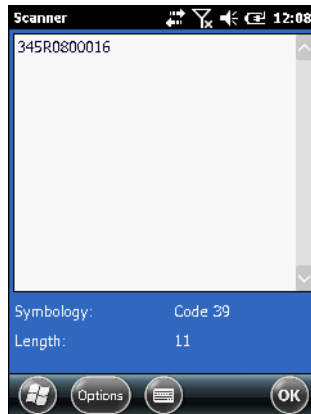 Scanner 12:08
345R0800016
Symbology: Code 39
Length: 11
Options OK